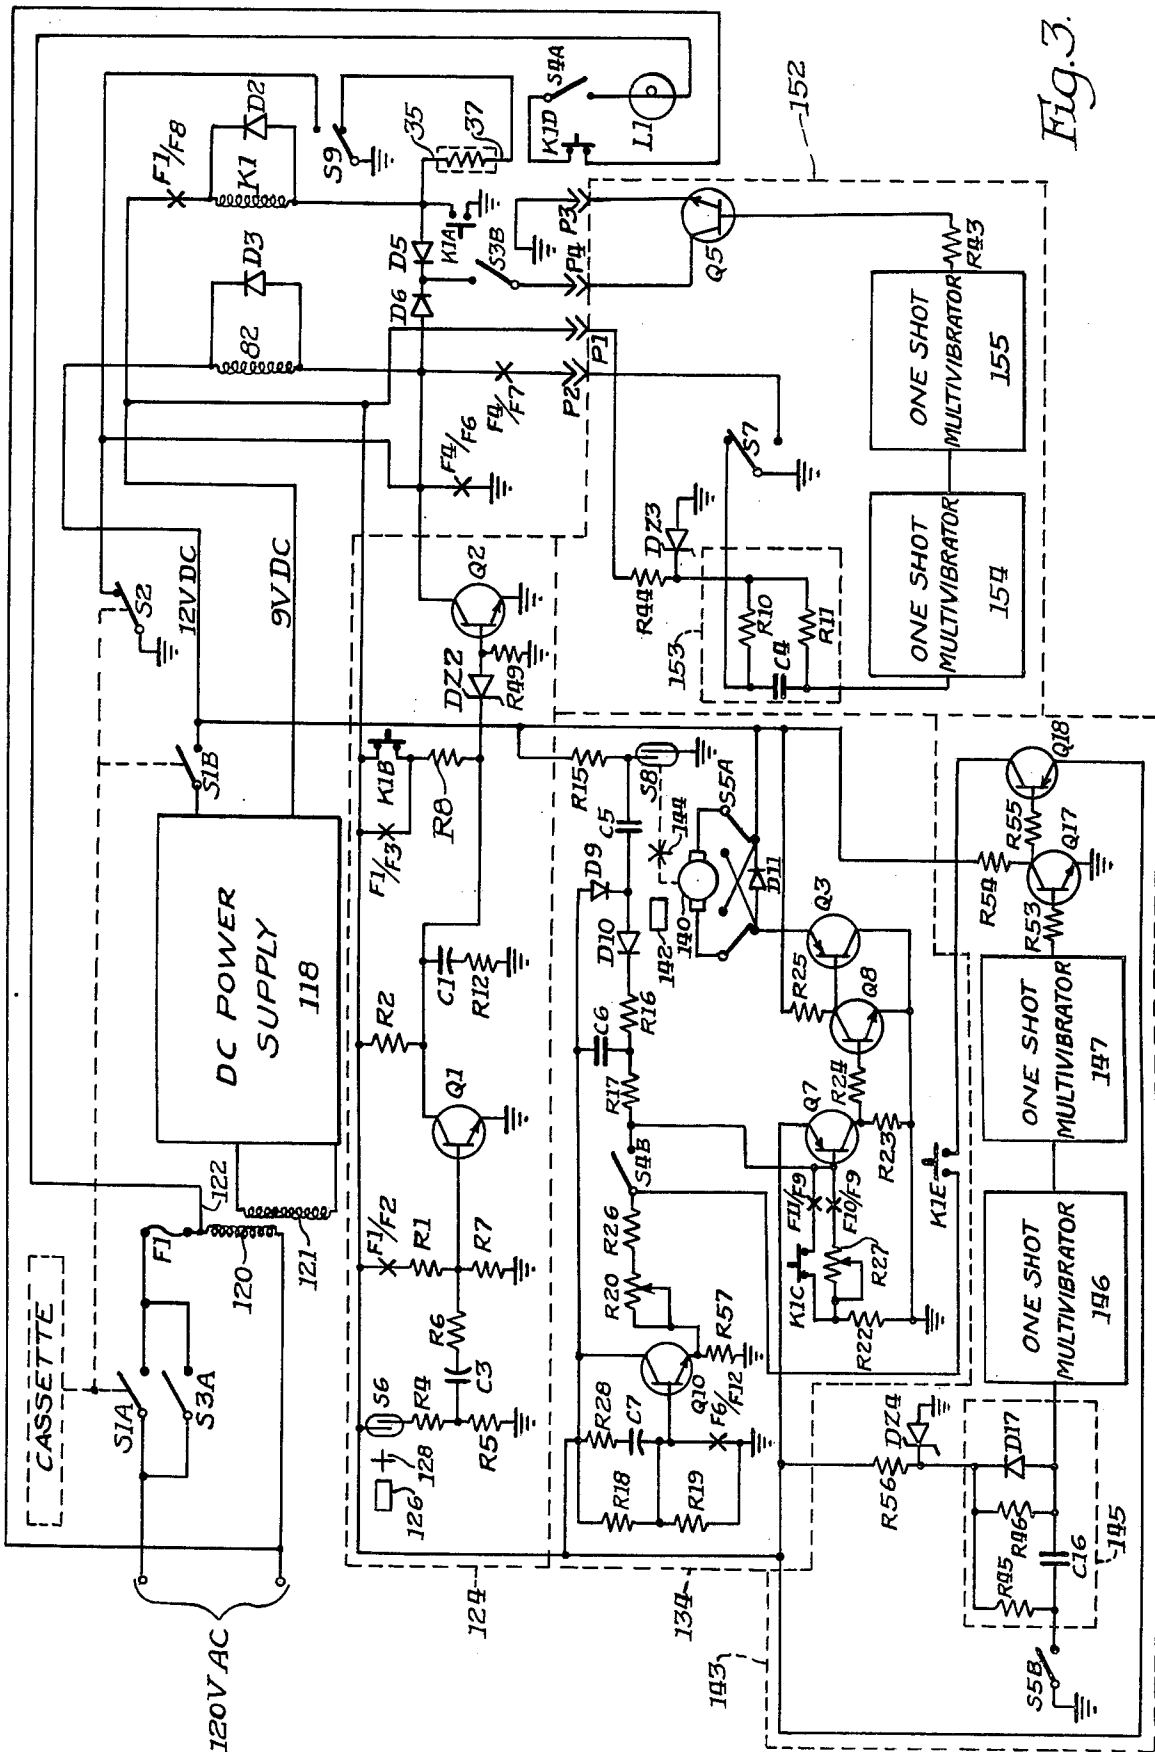 Fig. 3.
CASSETTE
120V AC
S1A
S3A
F1
120
121
122
DC POWER
SUPPLY
118
S1B
S2
12V DC
9V DC
82
D3
F1/F8
K1
D2
S9
35
37
K1D
S4A
L1
D6
D5
K1A
S3B
P4
P3
P2
P1
F4/F6
F4/F7
152
Q5
R43
124
S6
126
128
R4
R5
C3
R6
F1/F2
R1
R7
Q1
R2
C1
R12
F1/F3
K1B
R8
DZ2
R49
Q2
153
R44
DZ3
S7
R10
C4
R11
ONE SHOT
MULTIVIBRATOR
154
ONE SHOT
MULTIVIBRATOR
155
134
R18
R28
C7
R19
Q10
F6/F12
R57
R20
R26
S4B
R17
C6
R16
D10
D9
C5
R15
S8
144
142
140
S5A
D11
Q3
R25
Q8
R24
Q7
R23
F11/F9
F10/F9
K1C
R27
R22
K1E
143
S5B
R45
R46
C16
D17
145
R56
DZ4
ONE SHOT
MULTIVIBRATOR
146
ONE SHOT
MULTIVIBRATOR
147
R53
R54
R55
Q17
Q18